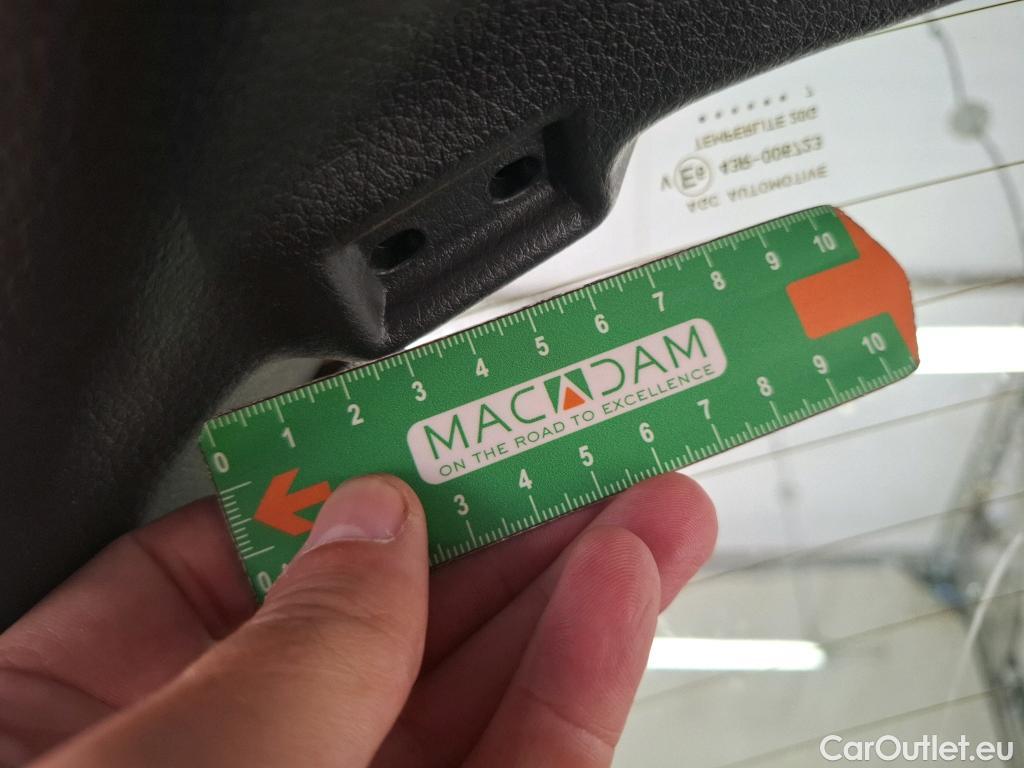 AGC AUTOMOTIVE
43R-008723
TEMPERLITE
0 1 2 3 4 5 6 7 8 9 10
MACADAM
ON THE ROAD TO EXCELLENCE
0 3 4 5 6 7 8 9 10
CarOutlet.eu